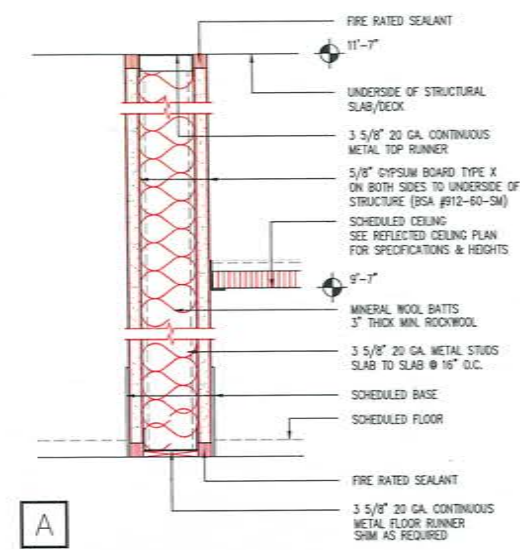 FIRE RATED SEALANT
11'-7"
UNDERSIDE OF STRUCTURAL
SLAB/DECK
3 5/8" 20 GA. CONTINUOUS
METAL TOP RUNNER
5/8" GYPSUM BOARD TYPE X
ON BOTH SIDES TO UNDERSIDE OF
STRUCTURE (BSA #912-60-SM)
SCHEDULED CEILING
SEE REFLECTED CEILING PLAN
FOR SPECIFICATIONS & HEIGHTS
9'-7"
MINERAL WOOL BATTS
3" THICK MIN. ROCKWOOL
3 5/8" 20 GA. METAL STUDS
SLAB TO SLAB @ 16" O.C.
SCHEDULED BASE
SCHEDULED FLOOR
FIRE RATED SEALANT
3 5/8" 20 GA. CONTINUOUS
METAL FLOOR RUNNER
SHIM AS REQUIRED
A